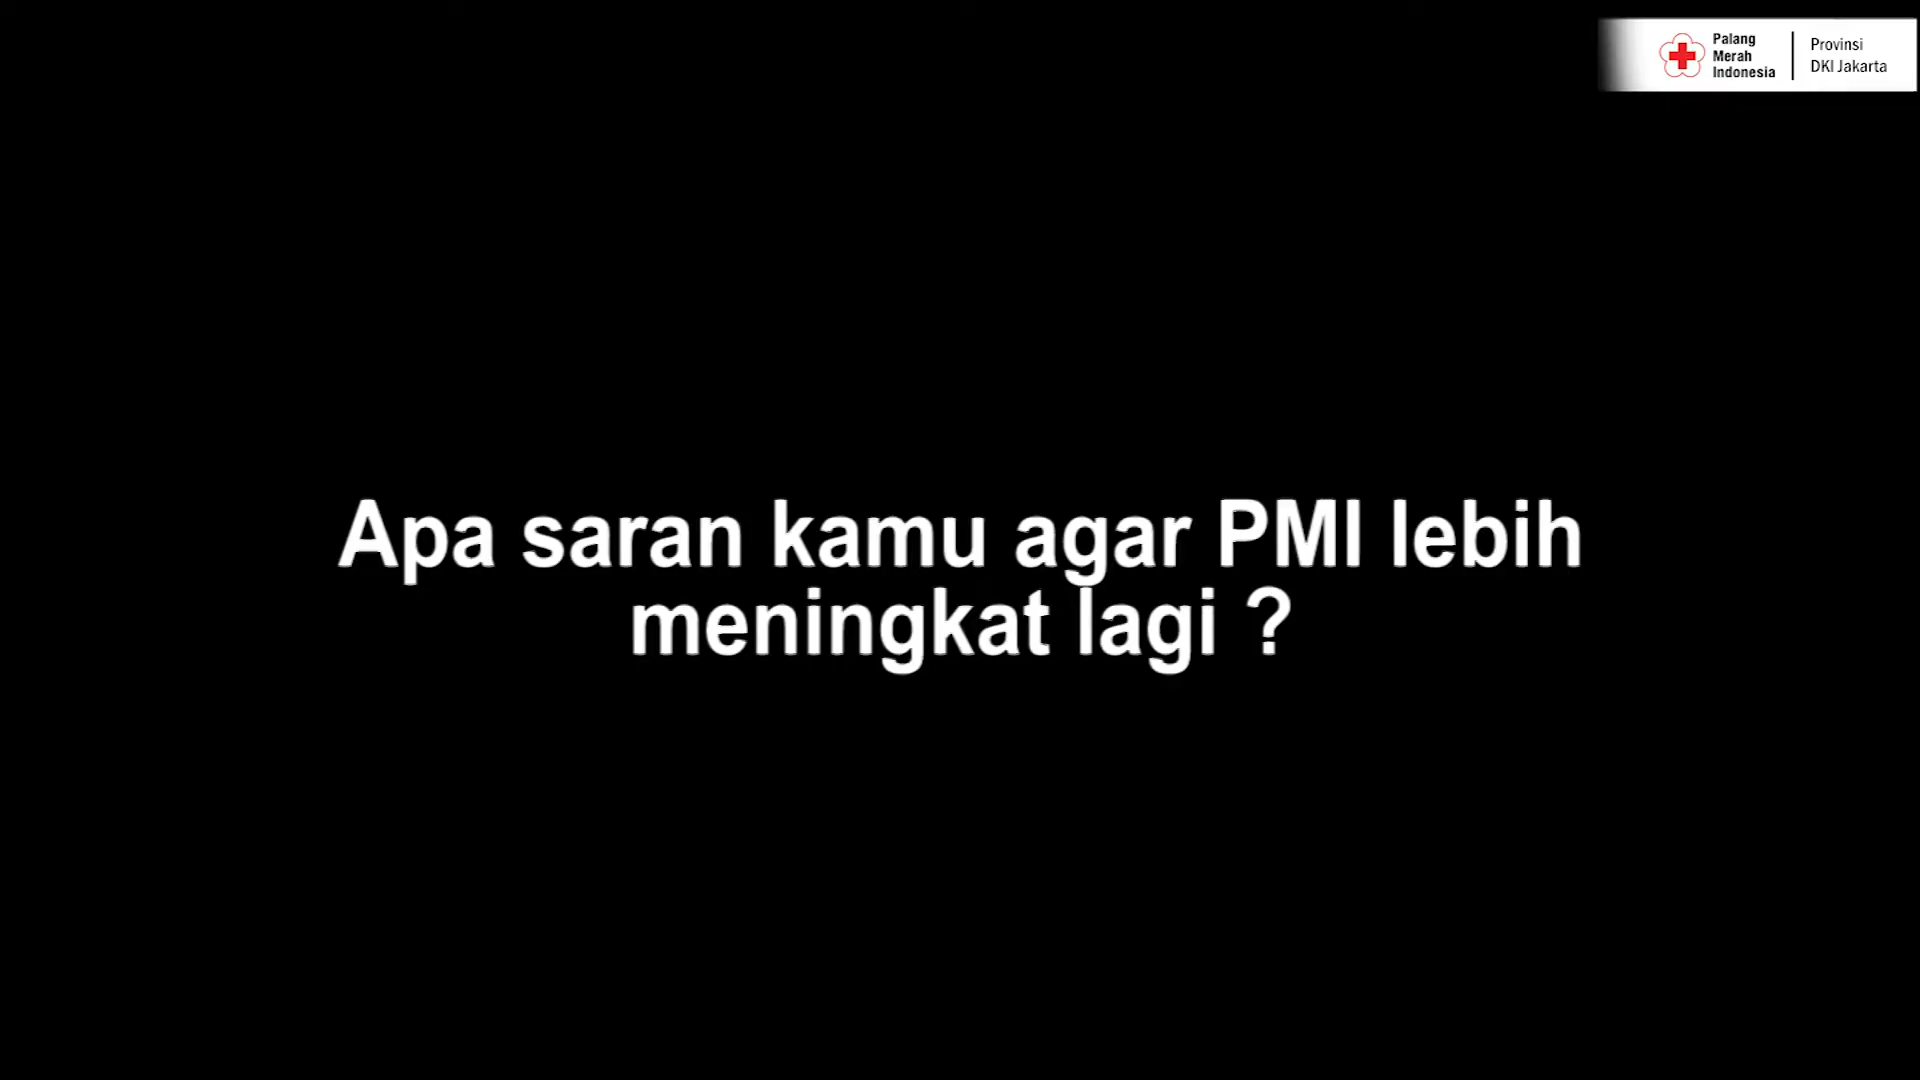 Palang
Merah
Indonesia
Provinsi
DKI Jakarta
Apa saran kamu agar PMI lebih
meningkat lagi ?